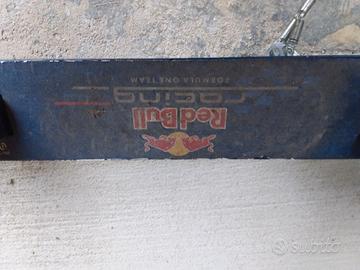 Red Bull
racing
FORMULA ONE TEAM
subito